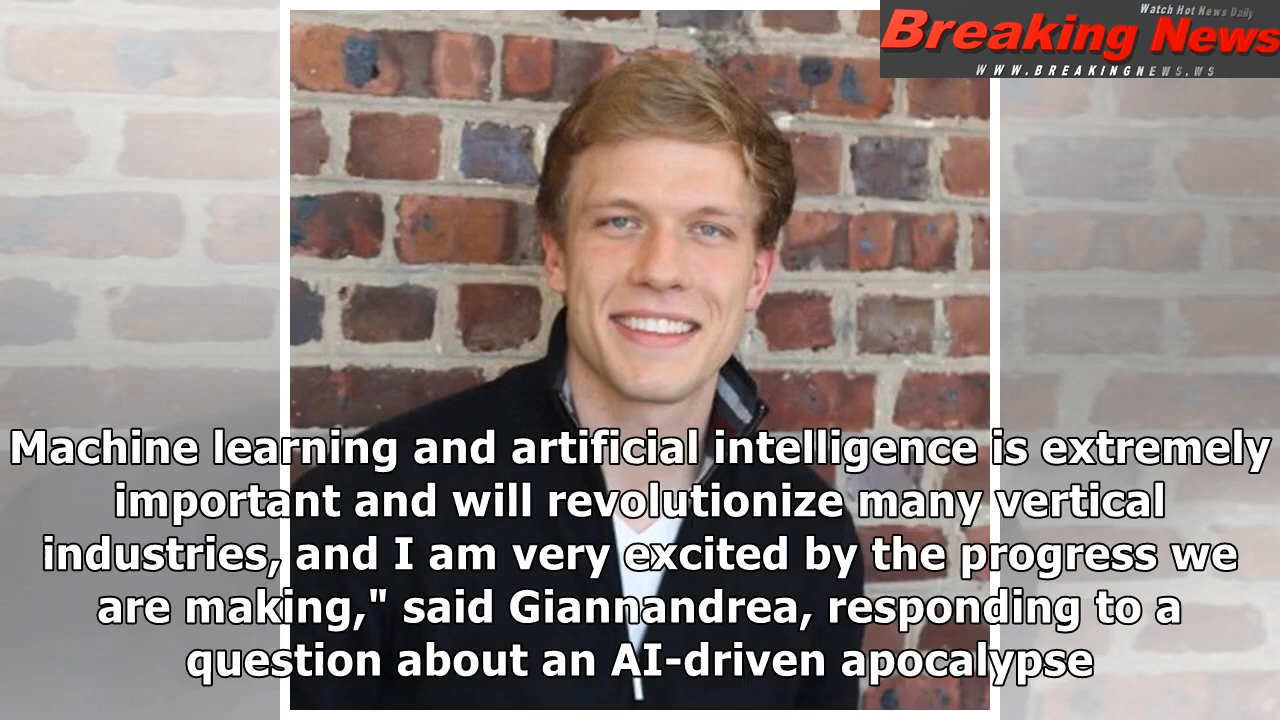 Watch Hot News Daily
Breaking News
WWW.BREAKINGNEWS.WS
Machine learning and artificial intelligence is extremely
important and will revolutionize many vertical
industries, and I am very excited by the progress we
are making," said Giannandrea, responding to a
question about an AI-driven apocalypse